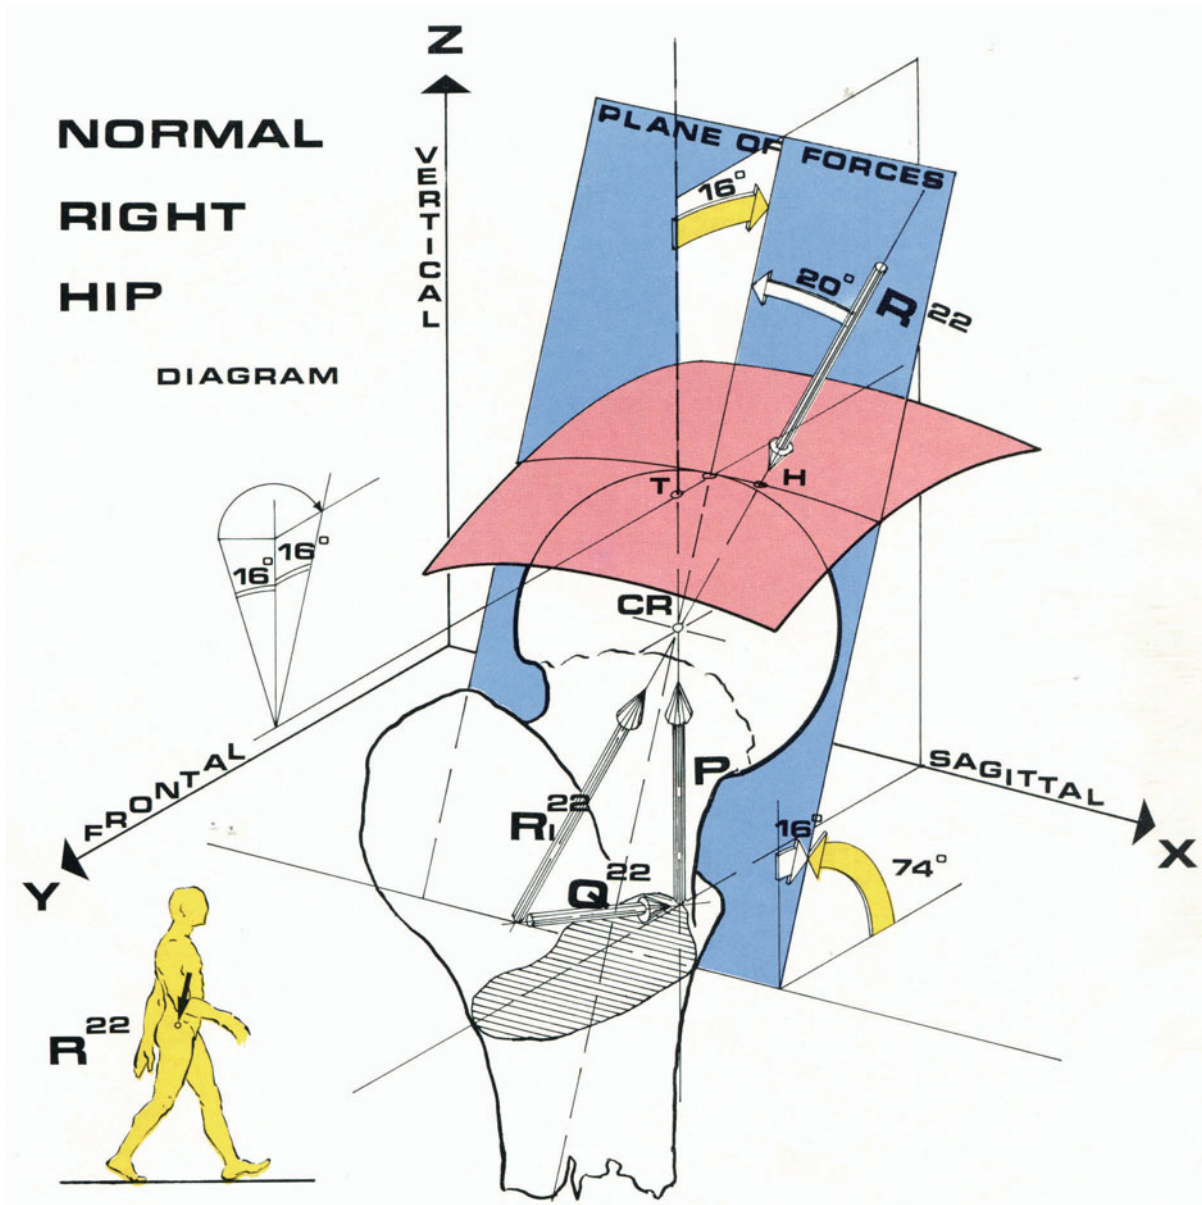 Z
NORMAL
RIGHT
HIP
DIAGRAM
VERTICAL
PLANE OF FORCES
16°
20°
R²²
T
H
16°
16°
CR
FRONTAL
Y
SAGITTAL
X
P
R₁²²
Q²²
16°
74°
R²²